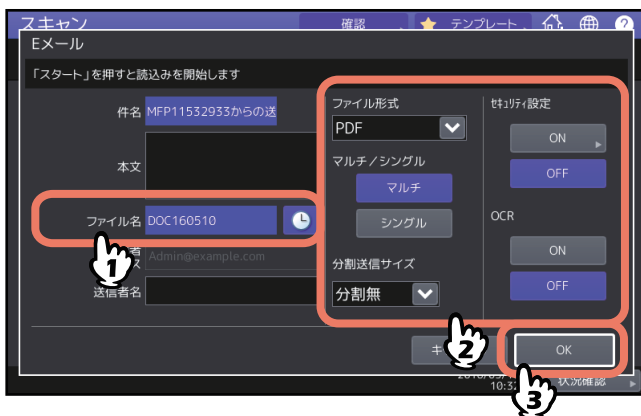 スキャン 確認 テンプレート ?
Eメール
「スタート」を押すと読込みを開始します
件名 MFP11532933からの送
本文
ファイル名 DOC160510
Admin@example.com
送信者名
ファイル形式
PDF
マルチ／シングル
マルチ
シングル
分割送信サイズ
分割無
セキュリティ設定
ON
OFF
OCR
ON
OFF
OK
状況確認
1
2
3